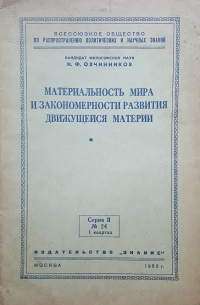 ВСЕСОЮЗНОЕ ОБЩЕСТВО
ПО РАСПРОСТРАНЕНИЮ ПОЛИТИЧЕСКИХ И НАУЧНЫХ ЗНАНИЙ
КАНДИДАТ ФИЛОСОФСКИХ НАУК
Н. Ф. ОВЧИННИКОВ
МАТЕРИАЛЬНОСТЬ МИРА
И ЗАКОНОМЕРНОСТИ РАЗВИТИЯ
ДВИЖУЩЕЙСЯ МАТЕРИИ
Серия II
№ 24
ИЗДАТЕЛЬСТВО „ЗНАНИЕ“
МОСКВА